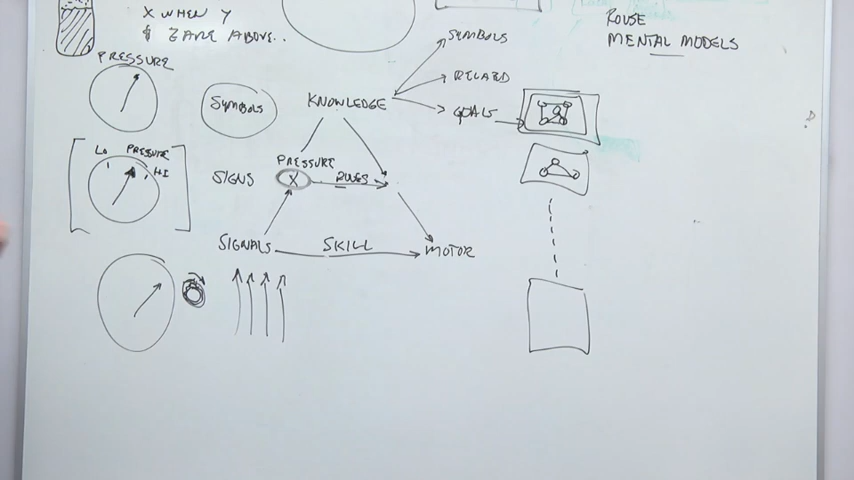 X WHEN Y
& Z ARE ABOVE..
ROUSE
MENTAL MODELS
PRESSURE
SYMBOLS
Symbols
KNOWLEDGE
RELATED
GOALS
LO PRESSURE
HI
SIGNS
PRESSURE
X
RULES
SIGNALS
SKILL
MOTOR